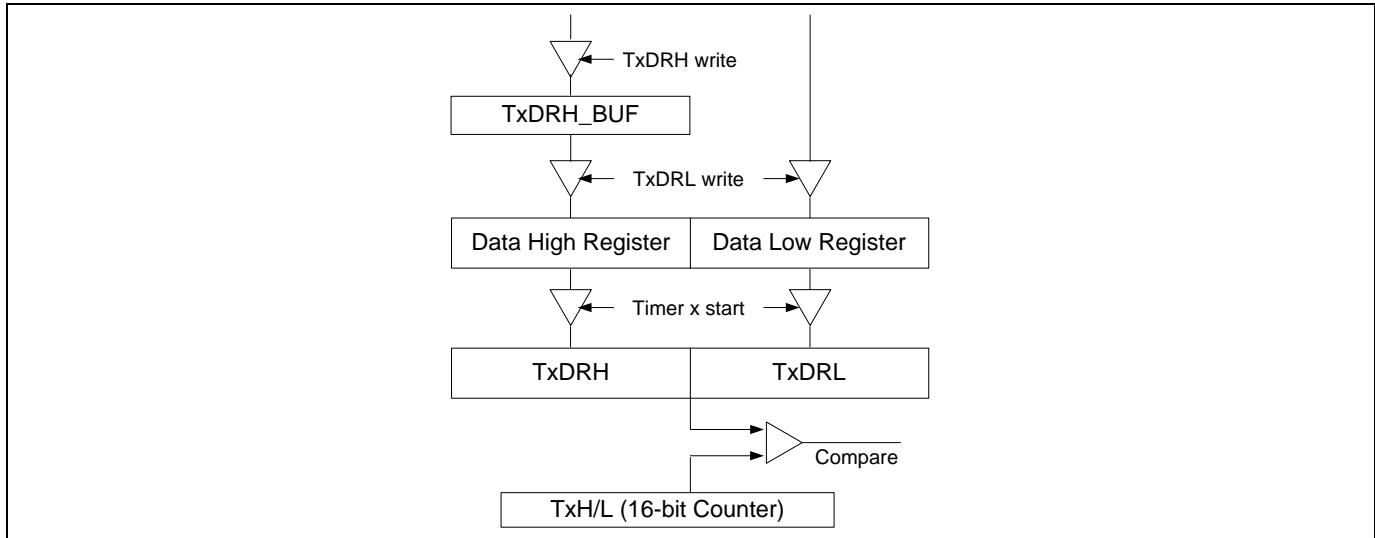 TxDRH write
TxDRH_BUF
TxDRL write
Data High Register Data Low Register
Timer x start
TxDRH TxDRL
Compare
TxH/L (16-bit Counter)